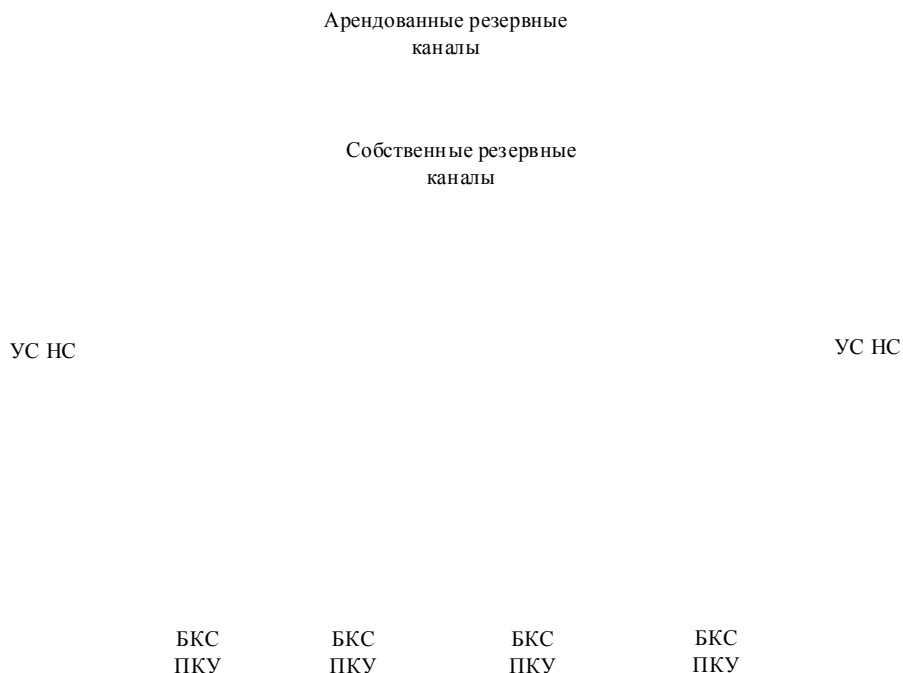 Арендованные резервные
каналы
Собственные резервные
каналы
УС НС
УС НС
БКС
ПКУ
БКС
ПКУ
БКС
ПКУ
БКС
ПКУ